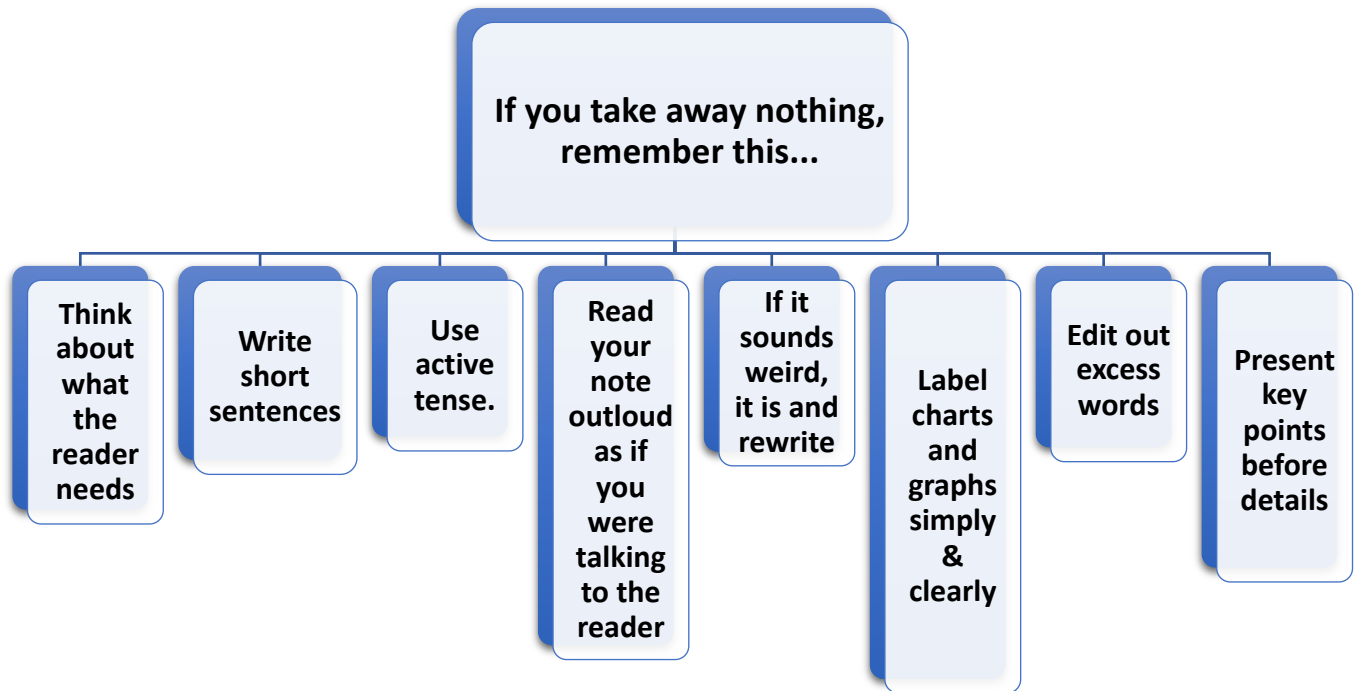 If you take away nothing,
remember this...
Think
about
what
the
reader
needs
Write
short
sentences
Use
active
tense.
Read
your
note
outloud
as if
you
were
talking
to the
reader
If it
sounds
weird,
it is and
rewrite
Label
charts
and
graphs
simply
&
clearly
Edit out
excess
words
Present
key
points
before
details